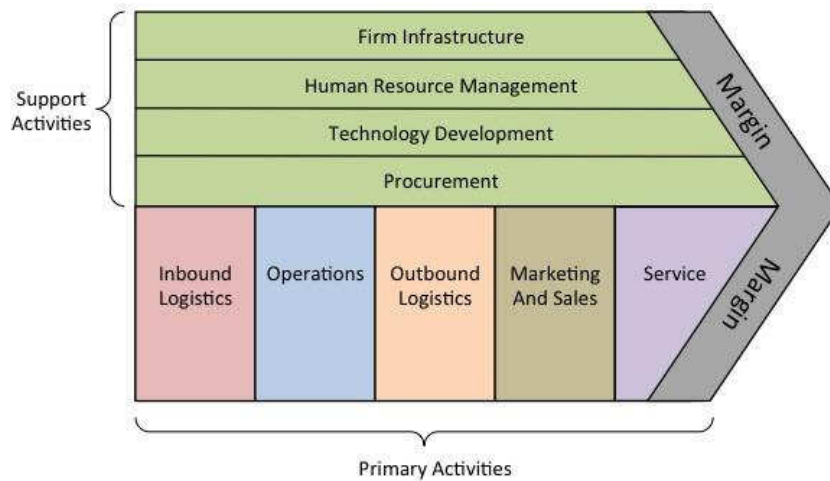 Firm Infrastructure
Human Resource Management
Support
Activities
Technology Development
Procurement
Margin
Inbound
Logistics
Operations
Outbound
Logistics
Marketing
And Sales
Service
Margin
Primary Activities